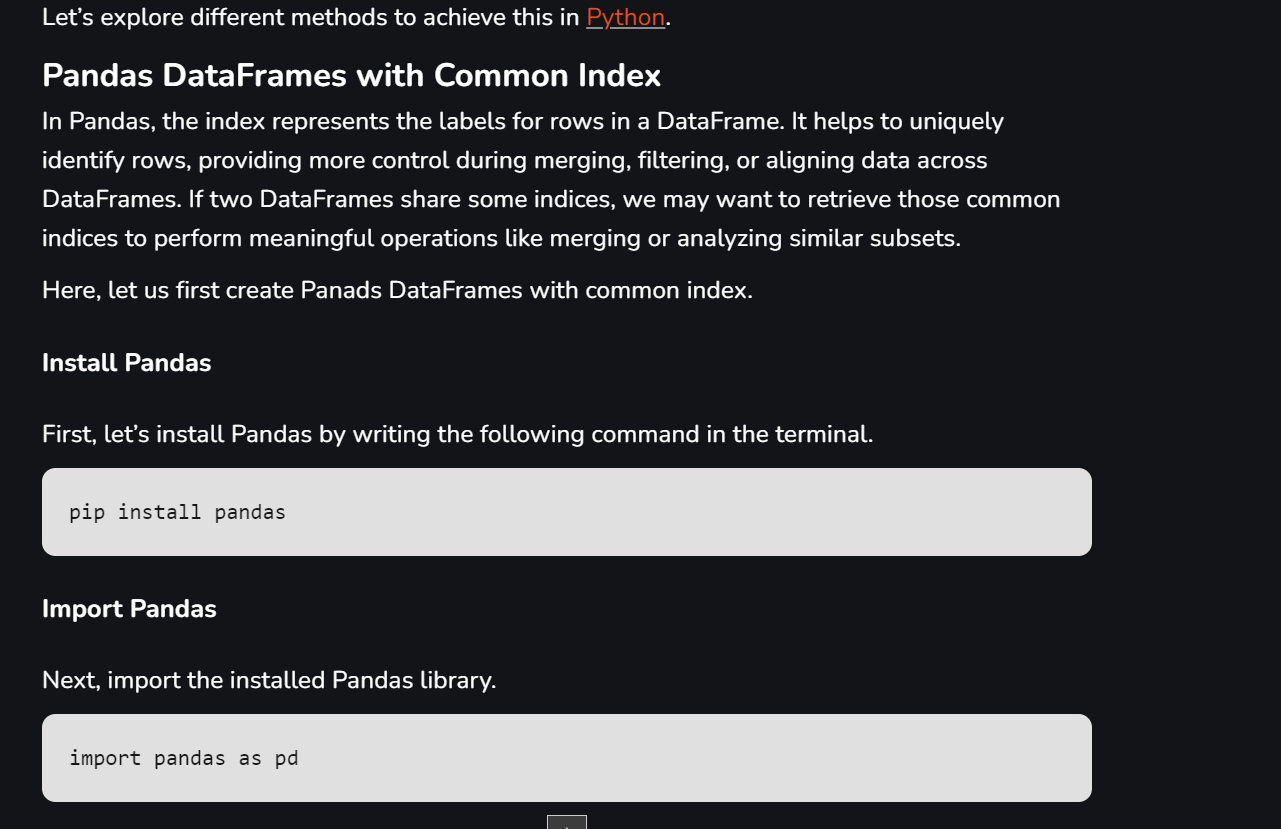 Let’s explore different methods to achieve this in Python.
Pandas DataFrames with Common Index
In Pandas, the index represents the labels for rows in a DataFrame. It helps to uniquely
identify rows, providing more control during merging, filtering, or aligning data across
DataFrames. If two DataFrames share some indices, we may want to retrieve those common
indices to perform meaningful operations like merging or analyzing similar subsets.
Here, let us first create Panads DataFrames with common index.
Install Pandas
First, let’s install Pandas by writing the following command in the terminal.
pip install pandas
Import Pandas
Next, import the installed Pandas library.
import pandas as pd